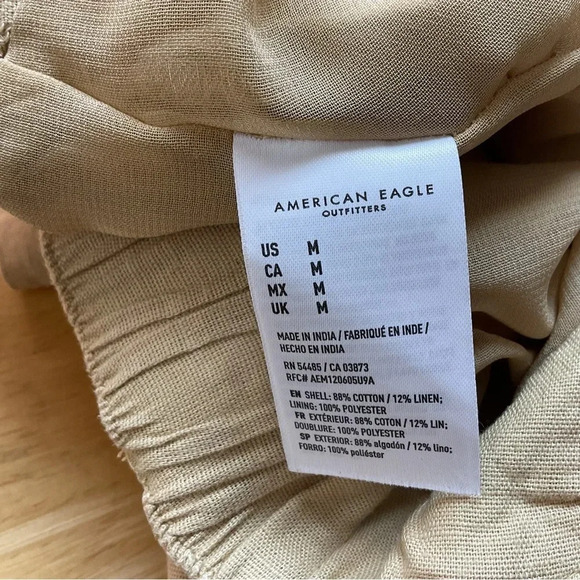 AMERICAN EAGLE
OUTFITTERS
US M
CA M
MX M
UK M
MADE IN INDIA / FABRIQUÉ EN INDE /
HECHO EN INDIA
RN 54485 / CA 03873
RFC# AEM120605U9A
EN SHELL: 88% COTTON / 12% LINEN;
LINING: 100% POLYESTER
FR EXTÉRIEUR: 88% COTON / 12% LIN;
DOUBLURE: 100% POLYESTER
SP EXTERIOR: 88% algodón / 12% lino;
FORRO: 100% poliéster